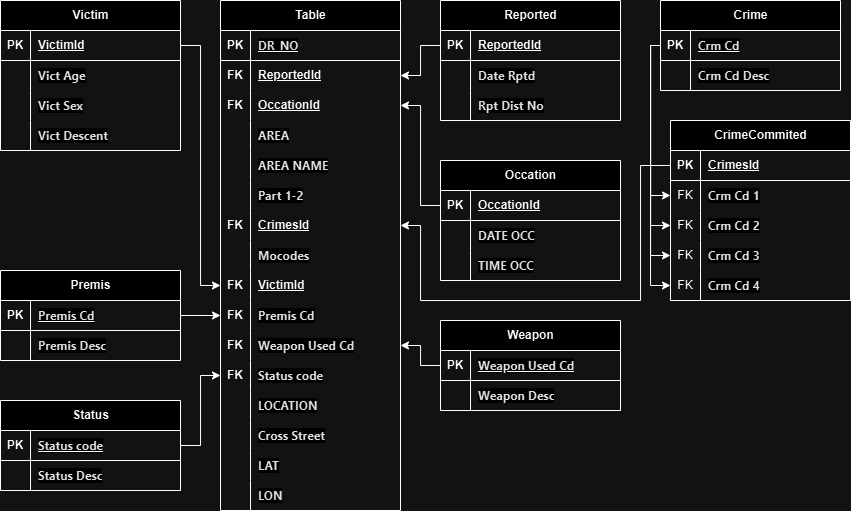 Victim
PK VictimId
Vict Age
Vict Sex
Vict Descent
Premis
PK Premis Cd
Premis Desc
Status
PK Status code
Status Desc
Table
PK DR_NO
FK ReportedId
FK OccationId
AREA
AREA NAME
Part 1-2
FK CrimesId
Mocodes
FK VictimId
FK Premis Cd
FK Weapon Used Cd
FK Status code
LOCATION
Cross Street
LAT
LON
Reported
PK ReportedId
Date Rptd
Rpt Dist No
Occation
PK OccationId
DATE OCC
TIME OCC
Weapon
PK Weapon Used Cd
Weapon Desc
Crime
PK Crm Cd
Crm Cd Desc
CrimeCommited
PK CrimesId
FK Crm Cd 1
FK Crm Cd 2
FK Crm Cd 3
FK Crm Cd 4